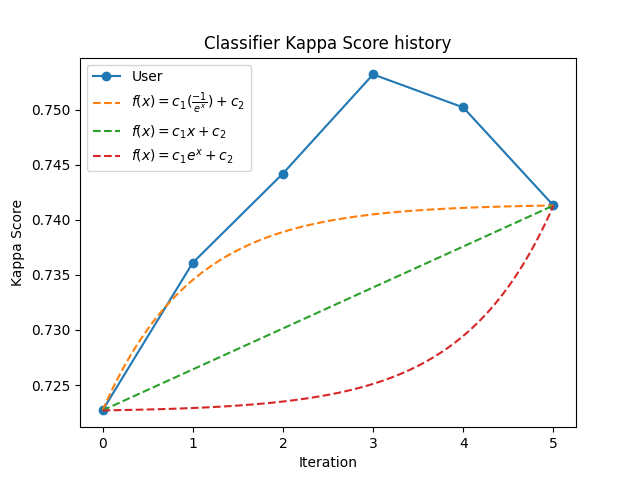 Classifier Kappa Score history
User
f(x) = c₁(−1/eˣ) + c₂
f(x) = c₁x + c₂
f(x) = c₁eˣ + c₂
0.750
0.745
0.740
0.735
0.730
0.725
Kappa Score
0 1 2 3 4 5
Iteration